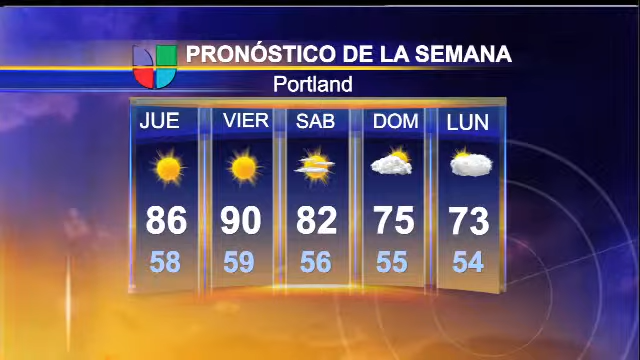 PRONÓSTICO DE LA SEMANA
Portland
JUE VIER SAB DOM LUN
86 90 82 75 73
58 59 56 55 54